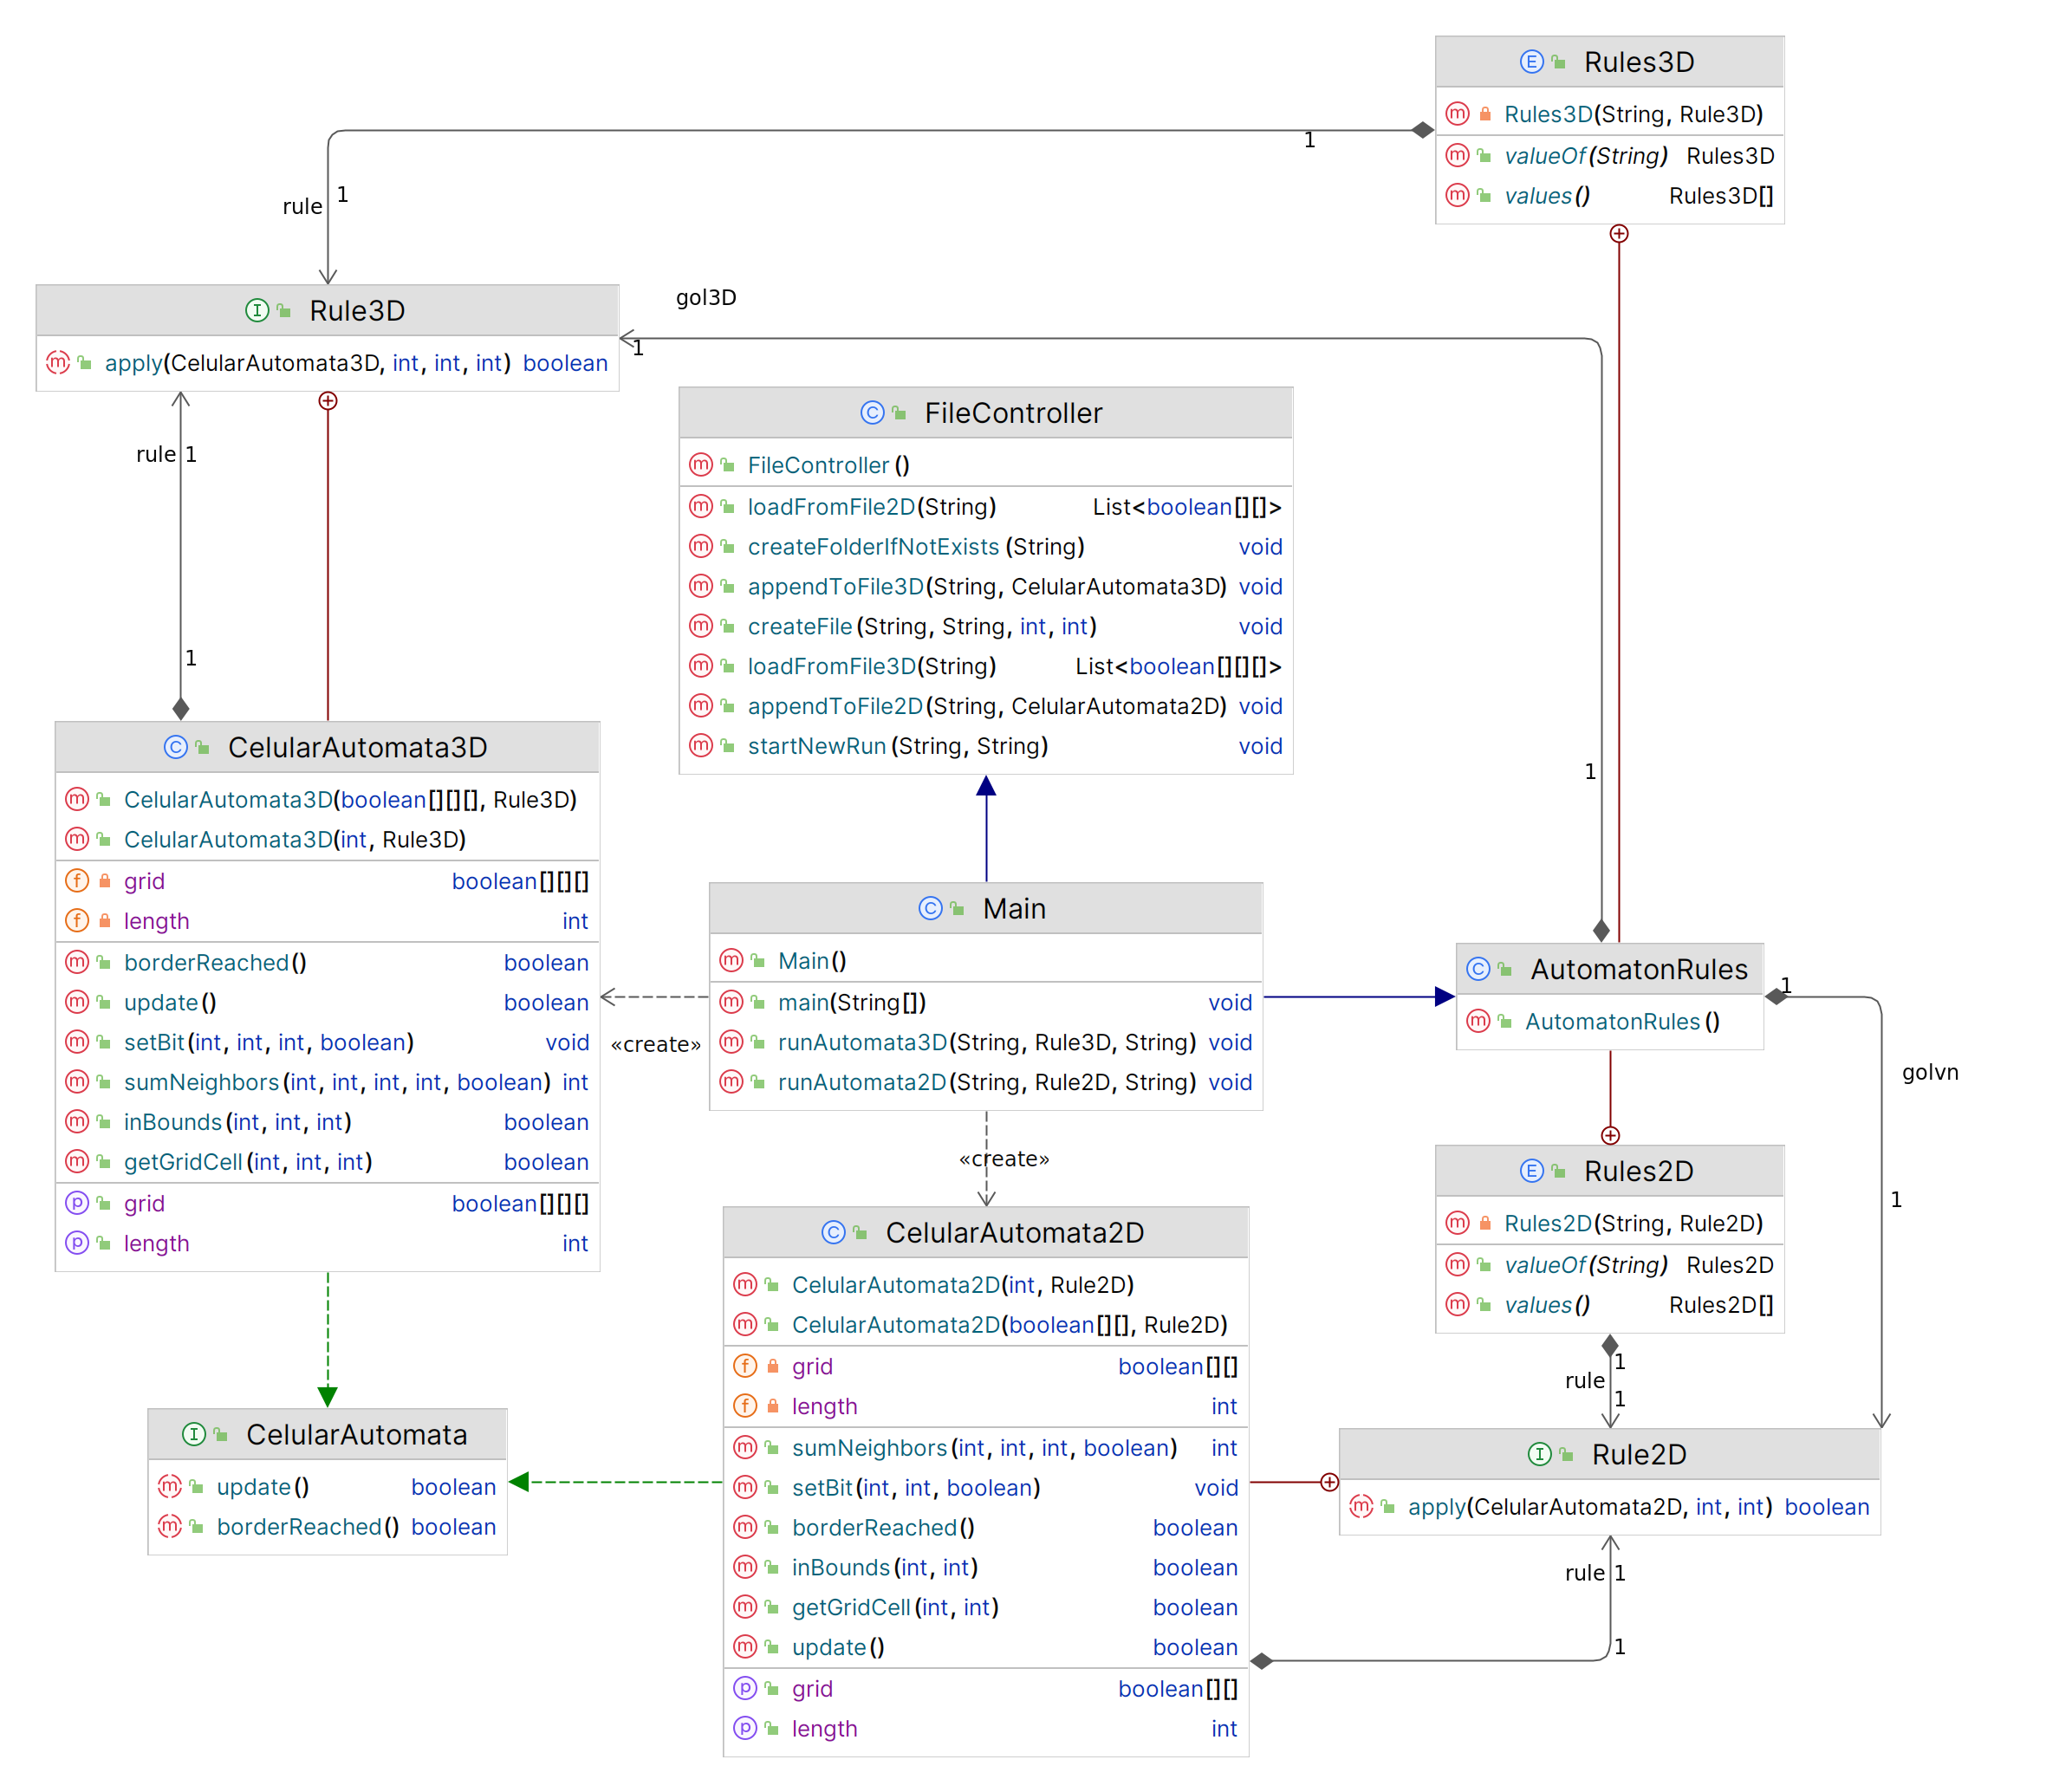 Rules3D
Rules3D(String, Rule3D)
valueOf(String) Rules3D
values() Rules3D[]
1
rule 1
Rule3D
apply(CelularAutomata3D, int, int, int) boolean
gol3D
1
rule 1
1
FileController
FileController()
loadFromFile2D(String) List<boolean[][]>
createFolderIfNotExists(String) void
appendToFile3D(String, CelularAutomata3D) void
createFile(String, String, int, int) void
loadFromFile3D(String) List<boolean[][][]>
appendToFile2D(String, CelularAutomata2D) void
startNewRun(String, String) void
1
CelularAutomata3D
CelularAutomata3D(boolean[][][], Rule3D)
CelularAutomata3D(int, Rule3D)
grid boolean[][][]
length int
borderReached() boolean
update() boolean
setBit(int, int, int, boolean) void
sumNeighbors(int, int, int, int, boolean) int
inBounds(int, int, int) boolean
getGridCell(int, int, int) boolean
grid boolean[][][]
length int
«create»
Main
Main()
main(String[]) void
runAutomata3D(String, Rule3D, String) void
runAutomata2D(String, Rule2D, String) void
«create»
AutomatonRules
AutomatonRules()
1
golvn
1
Rules2D
Rules2D(String, Rule2D)
valueOf(String) Rules2D
values() Rules2D[]
1
rule
1
CelularAutomata2D
CelularAutomata2D(int, Rule2D)
CelularAutomata2D(boolean[][], Rule2D)
grid boolean[][]
length int
sumNeighbors(int, int, int, boolean) int
setBit(int, int, boolean) void
borderReached() boolean
inBounds(int, int) boolean
getGridCell(int, int) boolean
update() boolean
grid boolean[][]
length int
CelularAutomata
update() boolean
borderReached() boolean
Rule2D
apply(CelularAutomata2D, int, int) boolean
rule 1
1